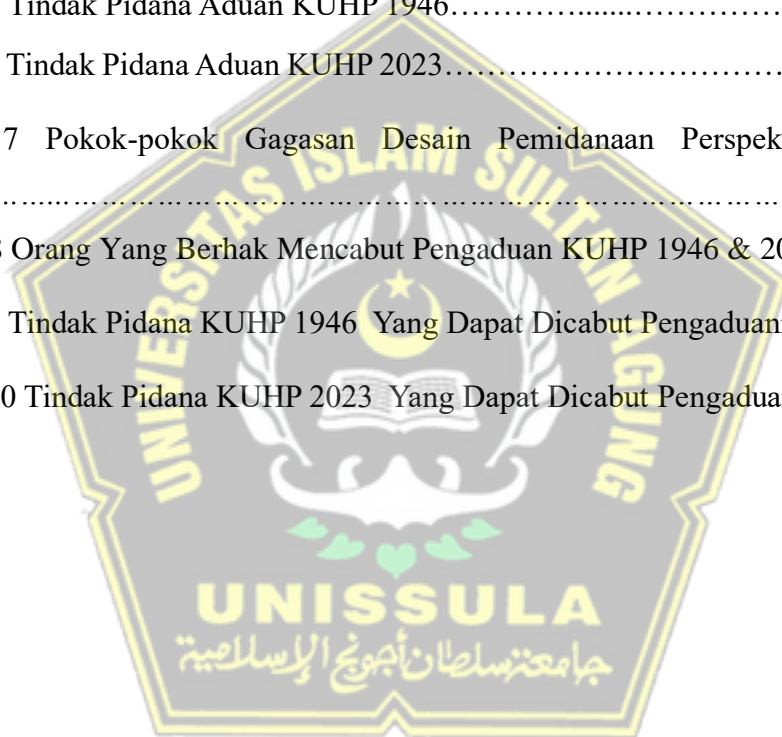 Tindak Pidana Aduan KUHP 1946………….......……………
Tindak Pidana Aduan KUHP 2023……………………………
7 Pokok-pokok Gagasan Desain Pemidanaan Perspek
…......………………………………………………………………
Orang Yang Berhak Mencabut Pengaduan KUHP 1946 & 20
Tindak Pidana KUHP 1946 Yang Dapat Dicabut Pengaduan
0 Tindak Pidana KUHP 2023 Yang Dapat Dicabut Pengadua
UNIVERSITAS ISLAM SULTAN AGUNG
UNISSULA
جامعة سلطان أجونج الإسلامية